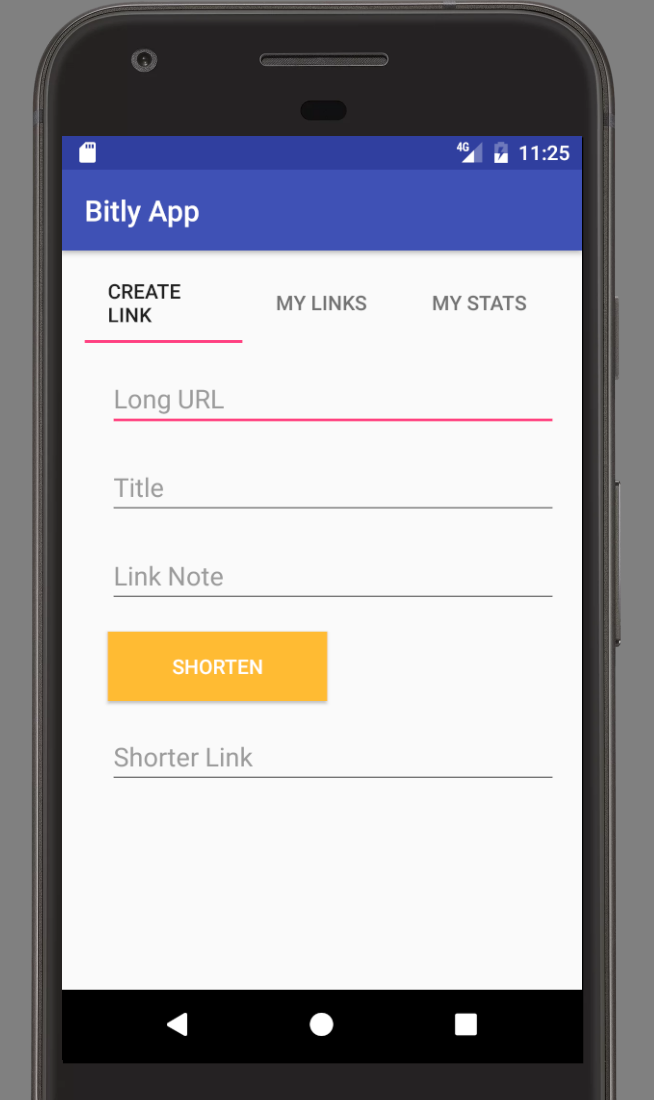 4G 11:25
Bitly App
CREATE
LINK
MY LINKS
MY STATS
Long URL
Title
Link Note
SHORTEN
Shorter Link